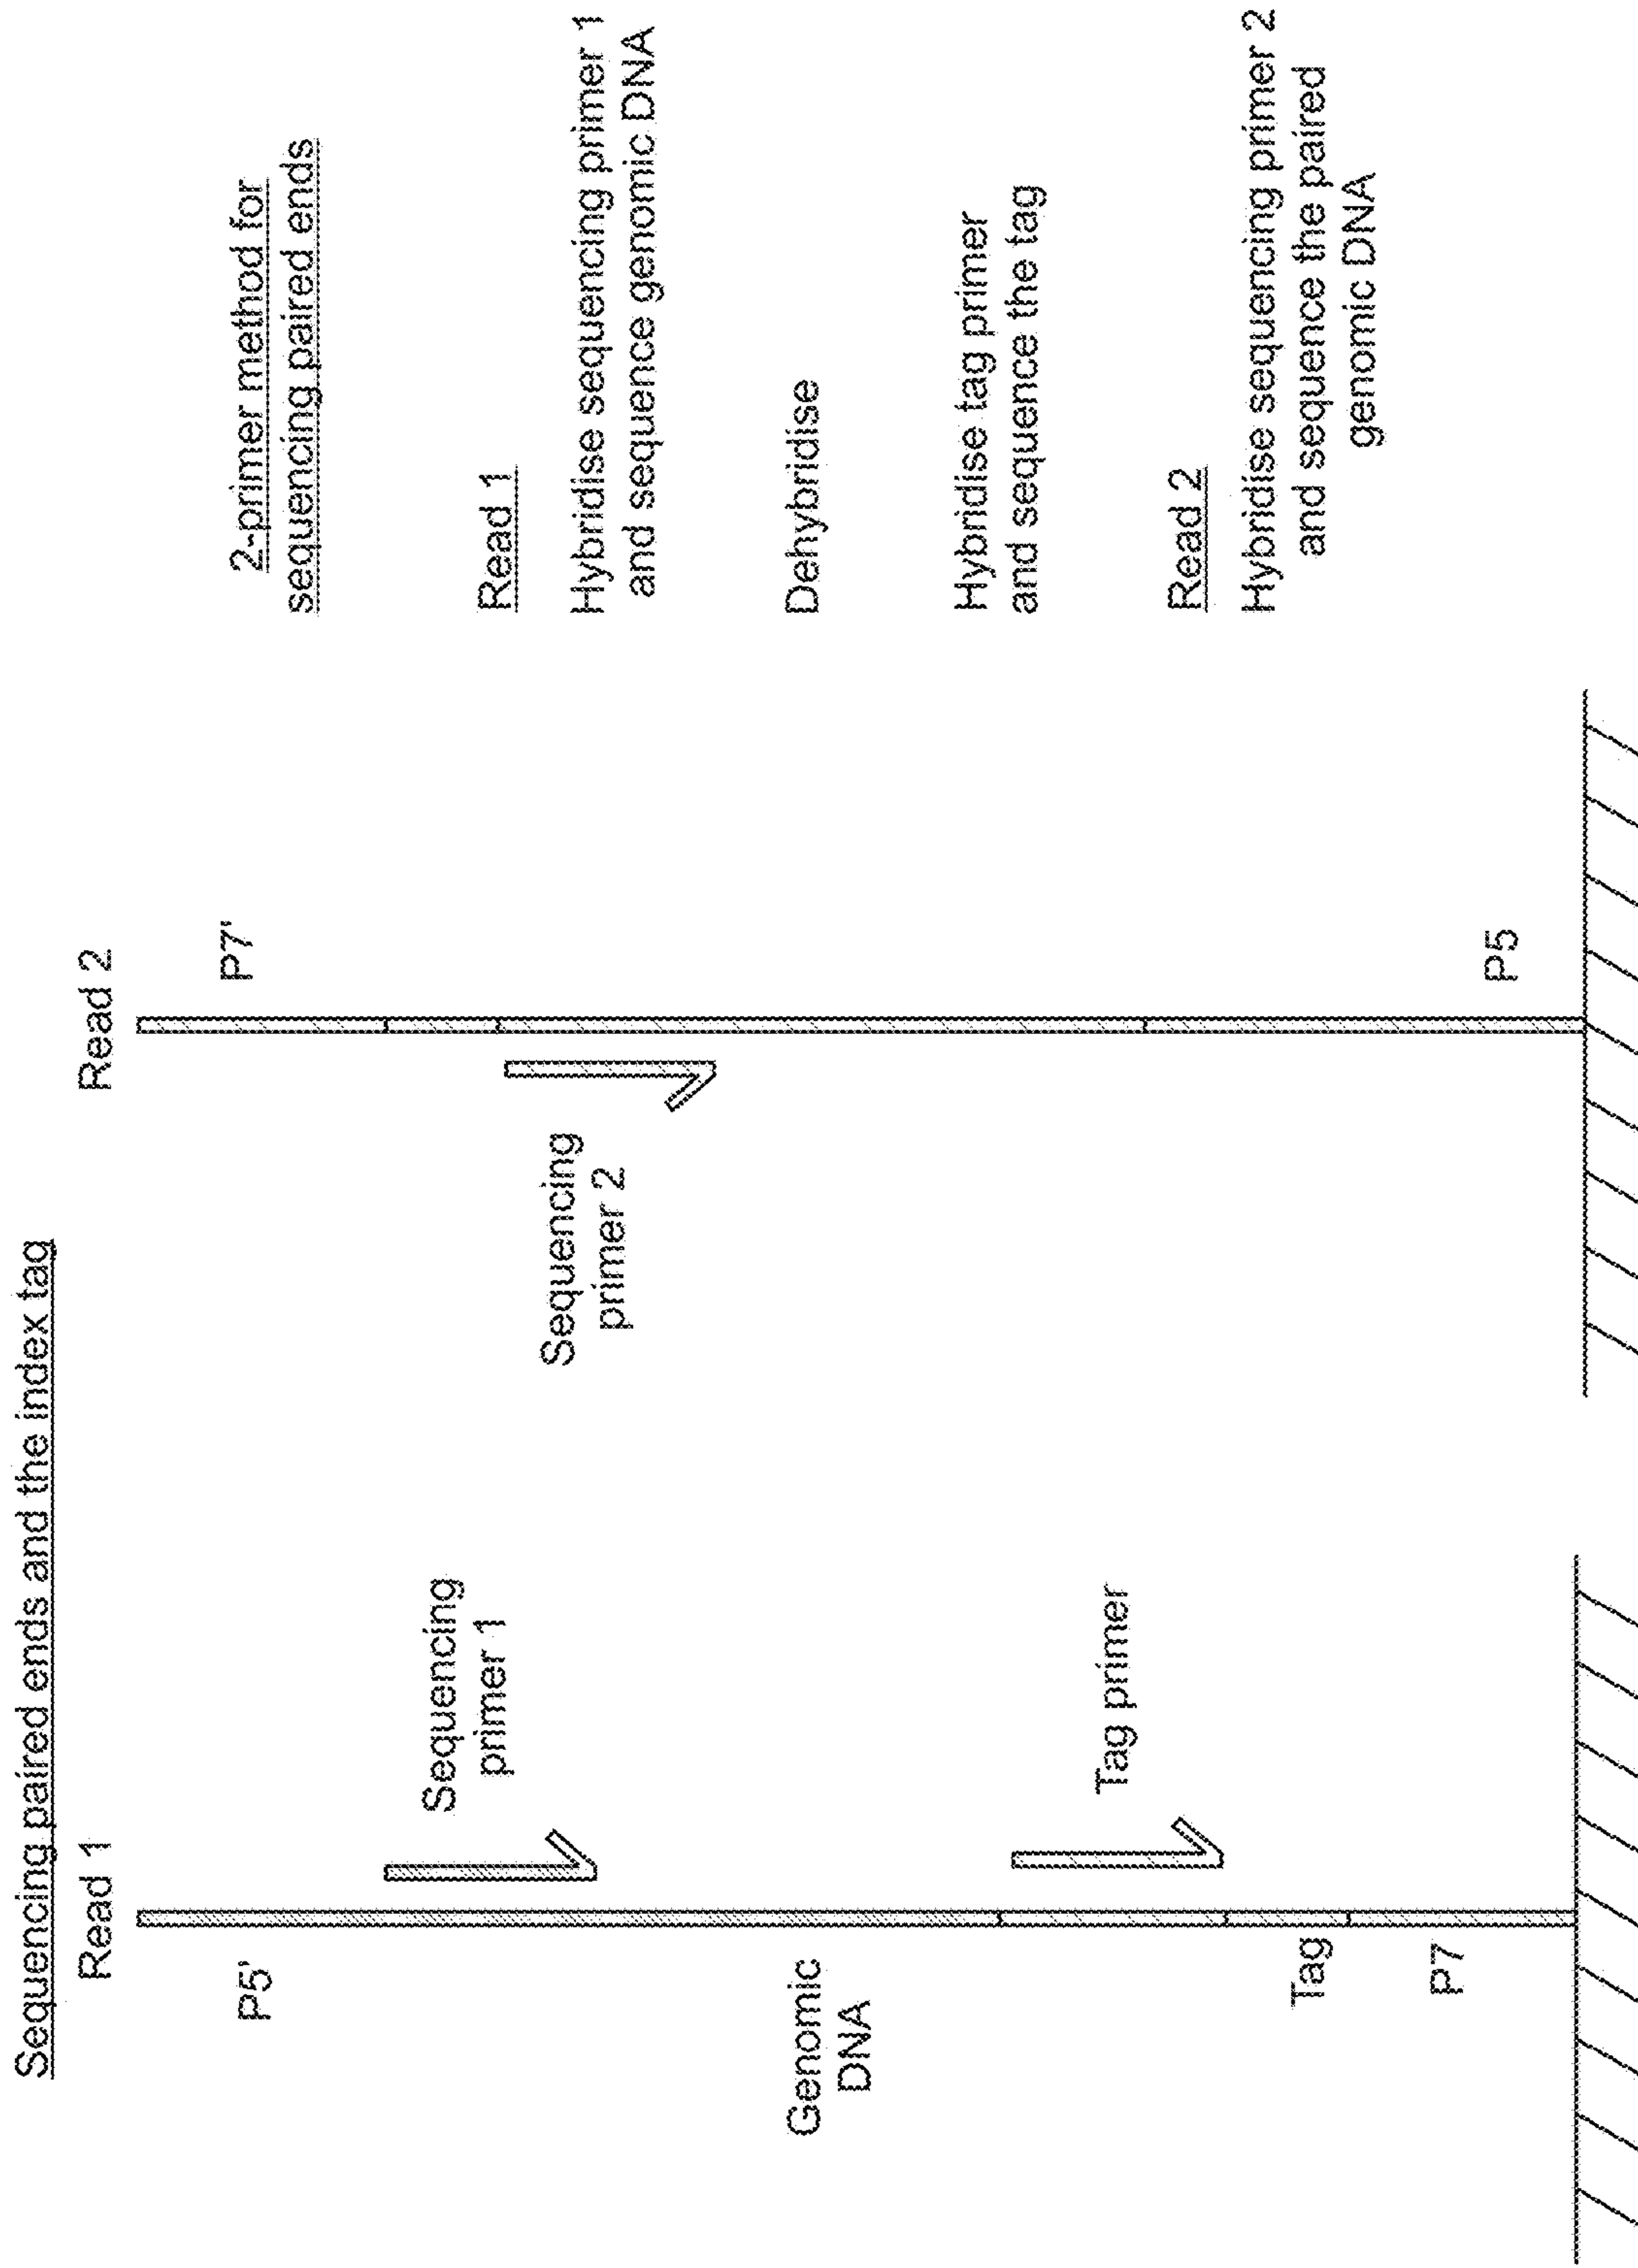 Sequencing paired ends and the index tag
Read 1
P5'
Sequencing
primer 1
Genomic
DNA
Tag primer
Tag
P7
Read 2
P7'
Sequencing
primer 2
P5
2-primer method for
sequencing paired ends
Read 1
Hybridise sequencing primer 1
and sequence genomic DNA
Dehybridise
Hybridise tag primer
and sequence the tag
Read 2
Hybridise sequencing primer 2
and sequence the paired
genomic DNA